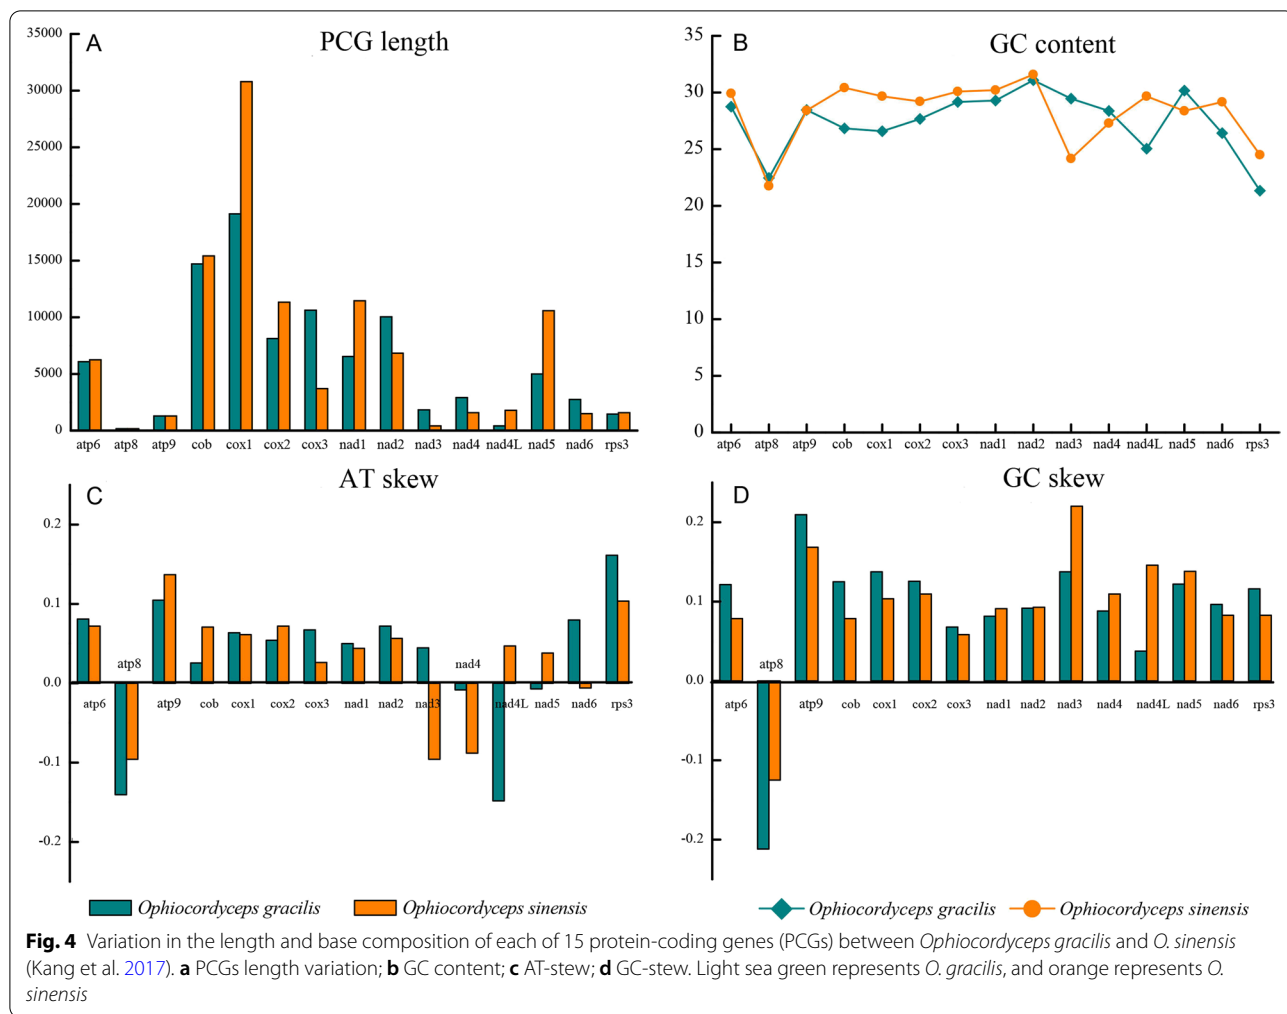 A PCG length
35000
30000
25000
20000
15000
10000
5000
0
atp6 atp8 atp9 cob cox1 cox2 cox3 nad1 nad2 nad3 nad4 nad4L nad5 nad6 rps3
B GC content
35
30
25
20
15
10
5
0
atp6 atp8 atp9 cob cox1 cox2 cox3 nad1 nad2 nad3 nad4 nad4L nad5 nad6 rps3
C AT skew
0.2
0.1
0.0
-0.1
-0.2
atp8 nad4
atp6 atp9 cob cox1 cox2 cox3 nad1 nad2 nad3 nad4L nad5 nad6 rps3
Ophiocordyceps gracilis Ophiocordyceps sinensis
D GC skew
0.2
0.1
0.0
-0.1
-0.2
atp8
atp6 atp9 cob cox1 cox2 cox3 nad1 nad2 nad3 nad4 nad4L nad5 nad6 rps3
Ophiocordyceps gracilis Ophiocordyceps sinensis
Fig. 4 Variation in the length and base composition of each of 15 protein-coding genes (PCGs) between Ophiocordyceps gracilis and O. sinensis
(Kang et al. 2017). a PCGs length variation; b GC content; c AT-stew; d GC-stew. Light sea green represents O. gracilis, and orange represents O.
sinensis